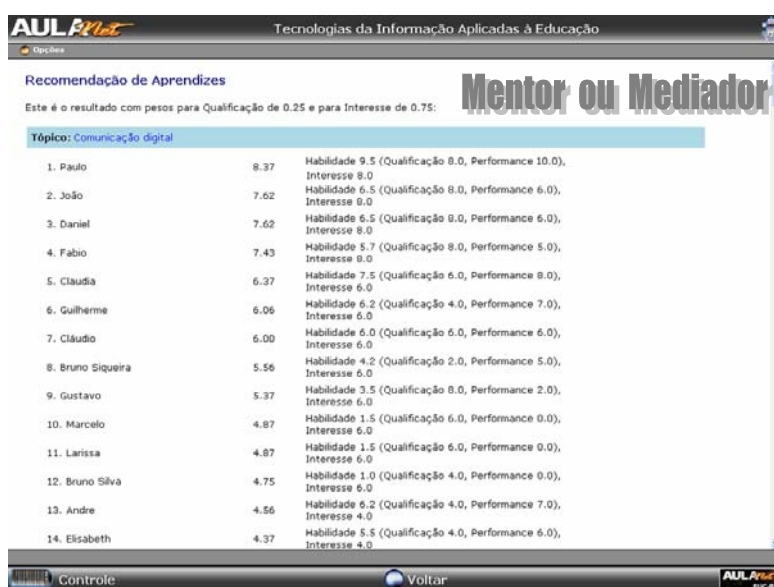 AULANet
Tecnologias da Informação Aplicadas à Educação
Opções
Recomendação de Aprendizes
Mentor ou Mediador
Este é o resultado com pesos para Qualificação de 0.25 e para Interesse de 0.75:
Tópico: Comunicação digital
1. Paulo 8.37 Habilidade 9.5 (Qualificação 8.0, Performance 10.0),
Interesse 8.0
2. João 7.62 Habilidade 6.5 (Qualificação 8.0, Performance 6.0),
Interesse 8.0
3. Daniel 7.62 Habilidade 6.5 (Qualificação 8.0, Performance 6.0),
Interesse 8.0
4. Fabio 7.43 Habilidade 5.7 (Qualificação 8.0, Performance 5.0),
Interesse 8.0
5. Claudia 6.37 Habilidade 7.5 (Qualificação 6.0, Performance 8.0),
Interesse 6.0
6. Guilherme 6.06 Habilidade 6.2 (Qualificação 4.0, Performance 7.0),
Interesse 6.0
7. Cláudio 6.00 Habilidade 6.0 (Qualificação 6.0, Performance 6.0),
Interesse 6.0
8. Bruno Siqueira 5.56 Habilidade 4.2 (Qualificação 2.0, Performance 5.0),
Interesse 6.0
9. Gustavo 5.37 Habilidade 3.5 (Qualificação 8.0, Performance 2.0),
Interesse 6.0
10. Marcelo 4.87 Habilidade 1.5 (Qualificação 6.0, Performance 0.0),
Interesse 6.0
11. Larissa 4.87 Habilidade 1.5 (Qualificação 6.0, Performance 0.0),
Interesse 6.0
12. Bruno Silva 4.75 Habilidade 1.0 (Qualificação 4.0, Performance 0.0),
Interesse 6.0
13. Andre 4.56 Habilidade 6.2 (Qualificação 4.0, Performance 7.0),
Interesse 4.0
14. Elisabeth 4.37 Habilidade 5.5 (Qualificação 4.0, Performance 6.0),
Interesse 4.0
Controle Voltar AULANet